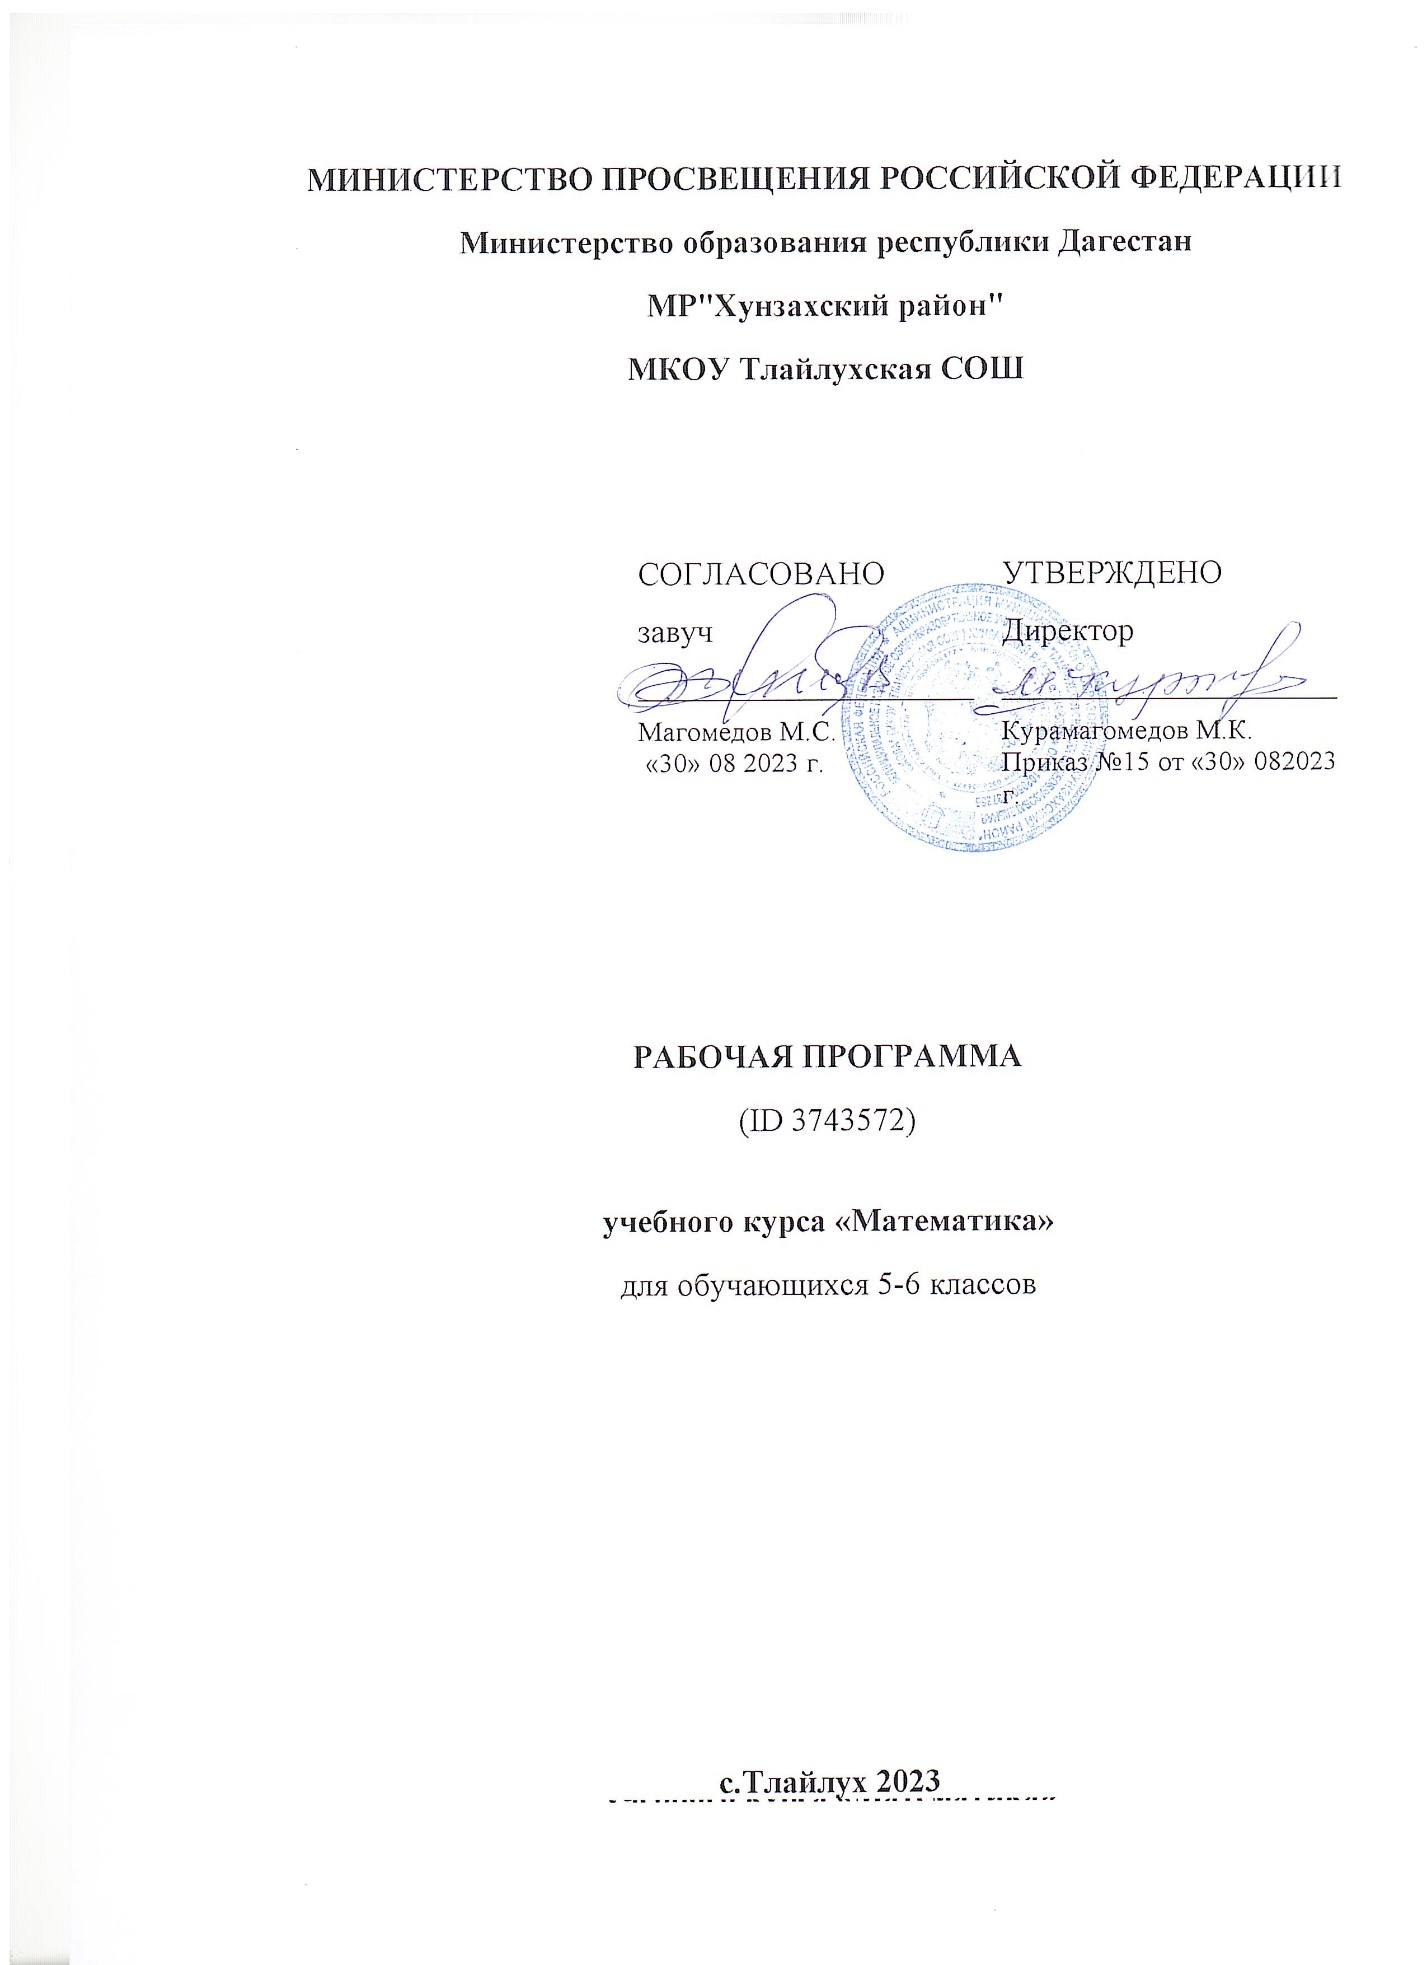 МИНИСТЕРСТВО ПРОСВЕЩЕНИЯ РОССИЙСКОЙ ФЕДЕРАЦИИ
Министерство образования республики Дагестан
МР"Хунзахский район"
МКОУ Тлайлухская СОШ
СОГЛАСОВАНО
завуч
Магомедов М.С.
«30» 08 2023 г.
УТВЕРЖДЕНО
Директор
Курамагомедов М.К.
Приказ №15 от «30» 082023
г.
РАБОЧАЯ ПРОГРАММА
(ID 3743572)
учебного курса «Математика»
для обучающихся 5-6 классов
с.Тлайлух 2023